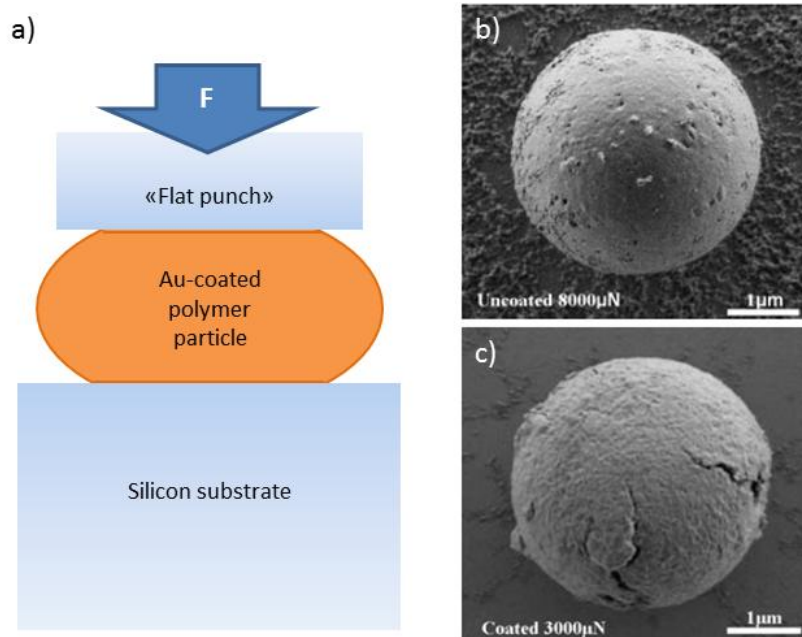 a)
F
«Flat punch»
Au-coated
polymer
particle
Silicon substrate
b)
Uncoated 8000µN
1µm
c)
Coated 3000µN
1µm